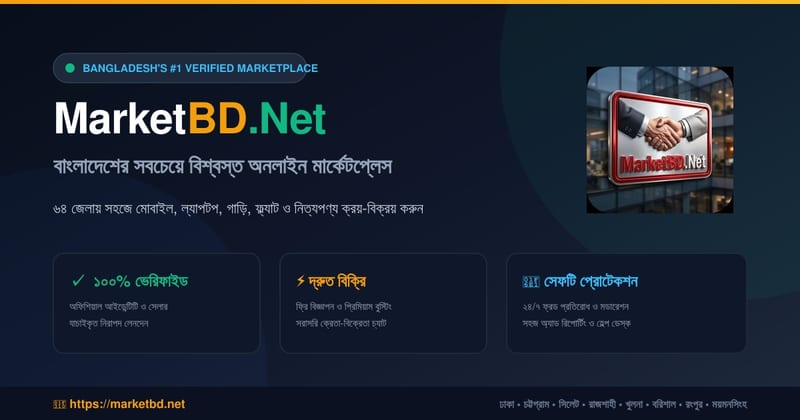 BANGLADESH'S #1 VERIFIED MARKETPLACE
MarketBD.Net
বাংলাদেশের সবচেয়ে বিশ্বস্ত অনলাইন মার্কেটপ্লেস
৬৪ জেলায় সহজে মোবাইল, ল্যাপটপ, গাড়ি, ফ্ল্যাট ও নিত্যপণ্য ক্রয়-বিক্রয় করুন
MarketBD.Net
✓ ১০০% ভেরিফাইড
অফিশিয়াল আইডেন্টিটি ও সেলার
যাচাইকৃত নিরাপদ লেনদেন
⚡ দ্রুত বিক্রি
ফ্রি বিজ্ঞাপন ও প্রিমিয়াম বুস্টিং
সরাসরি ক্রেতা-বিক্রেতা চ্যাট
সেফটি প্রোটেকশন
২৪/৭ ফ্রড প্রতিরোধ ও মডারেশন
সহজ অ্যাড রিপোর্টিং ও হেল্প ডেস্ক
https://marketbd.net
ঢাকা • চট্টগ্রাম • সিলেট • রাজশাহী • খুলনা • বরিশাল • রংপুর • ময়মনসিংহ